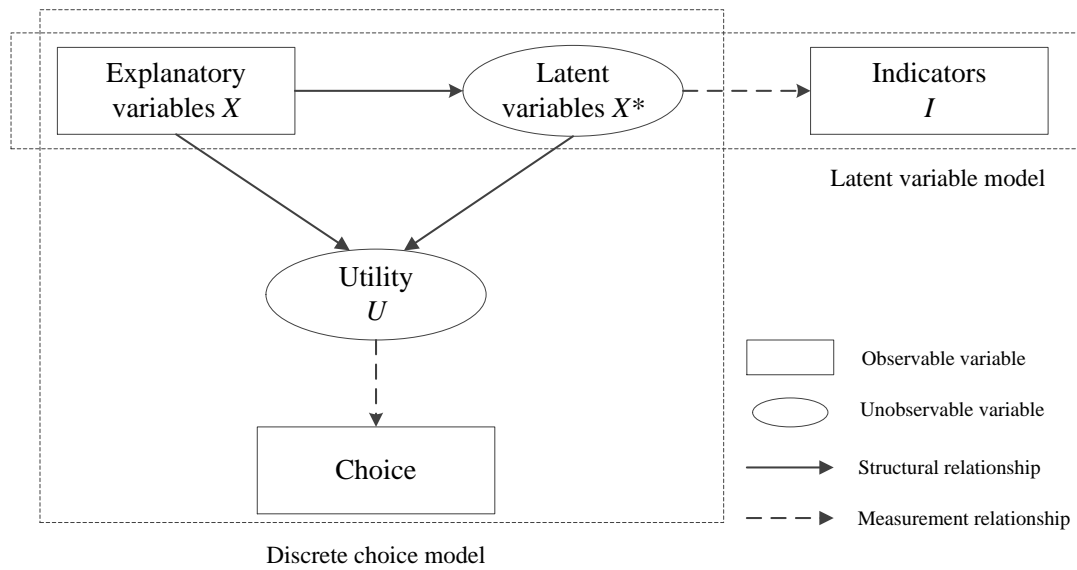 Explanatory
variables X
Latent
variables X*
Indicators
I
Latent variable model
Utility
U
Choice
Observable variable
Unobservable variable
Structural relationship
Measurement relationship
Discrete choice model